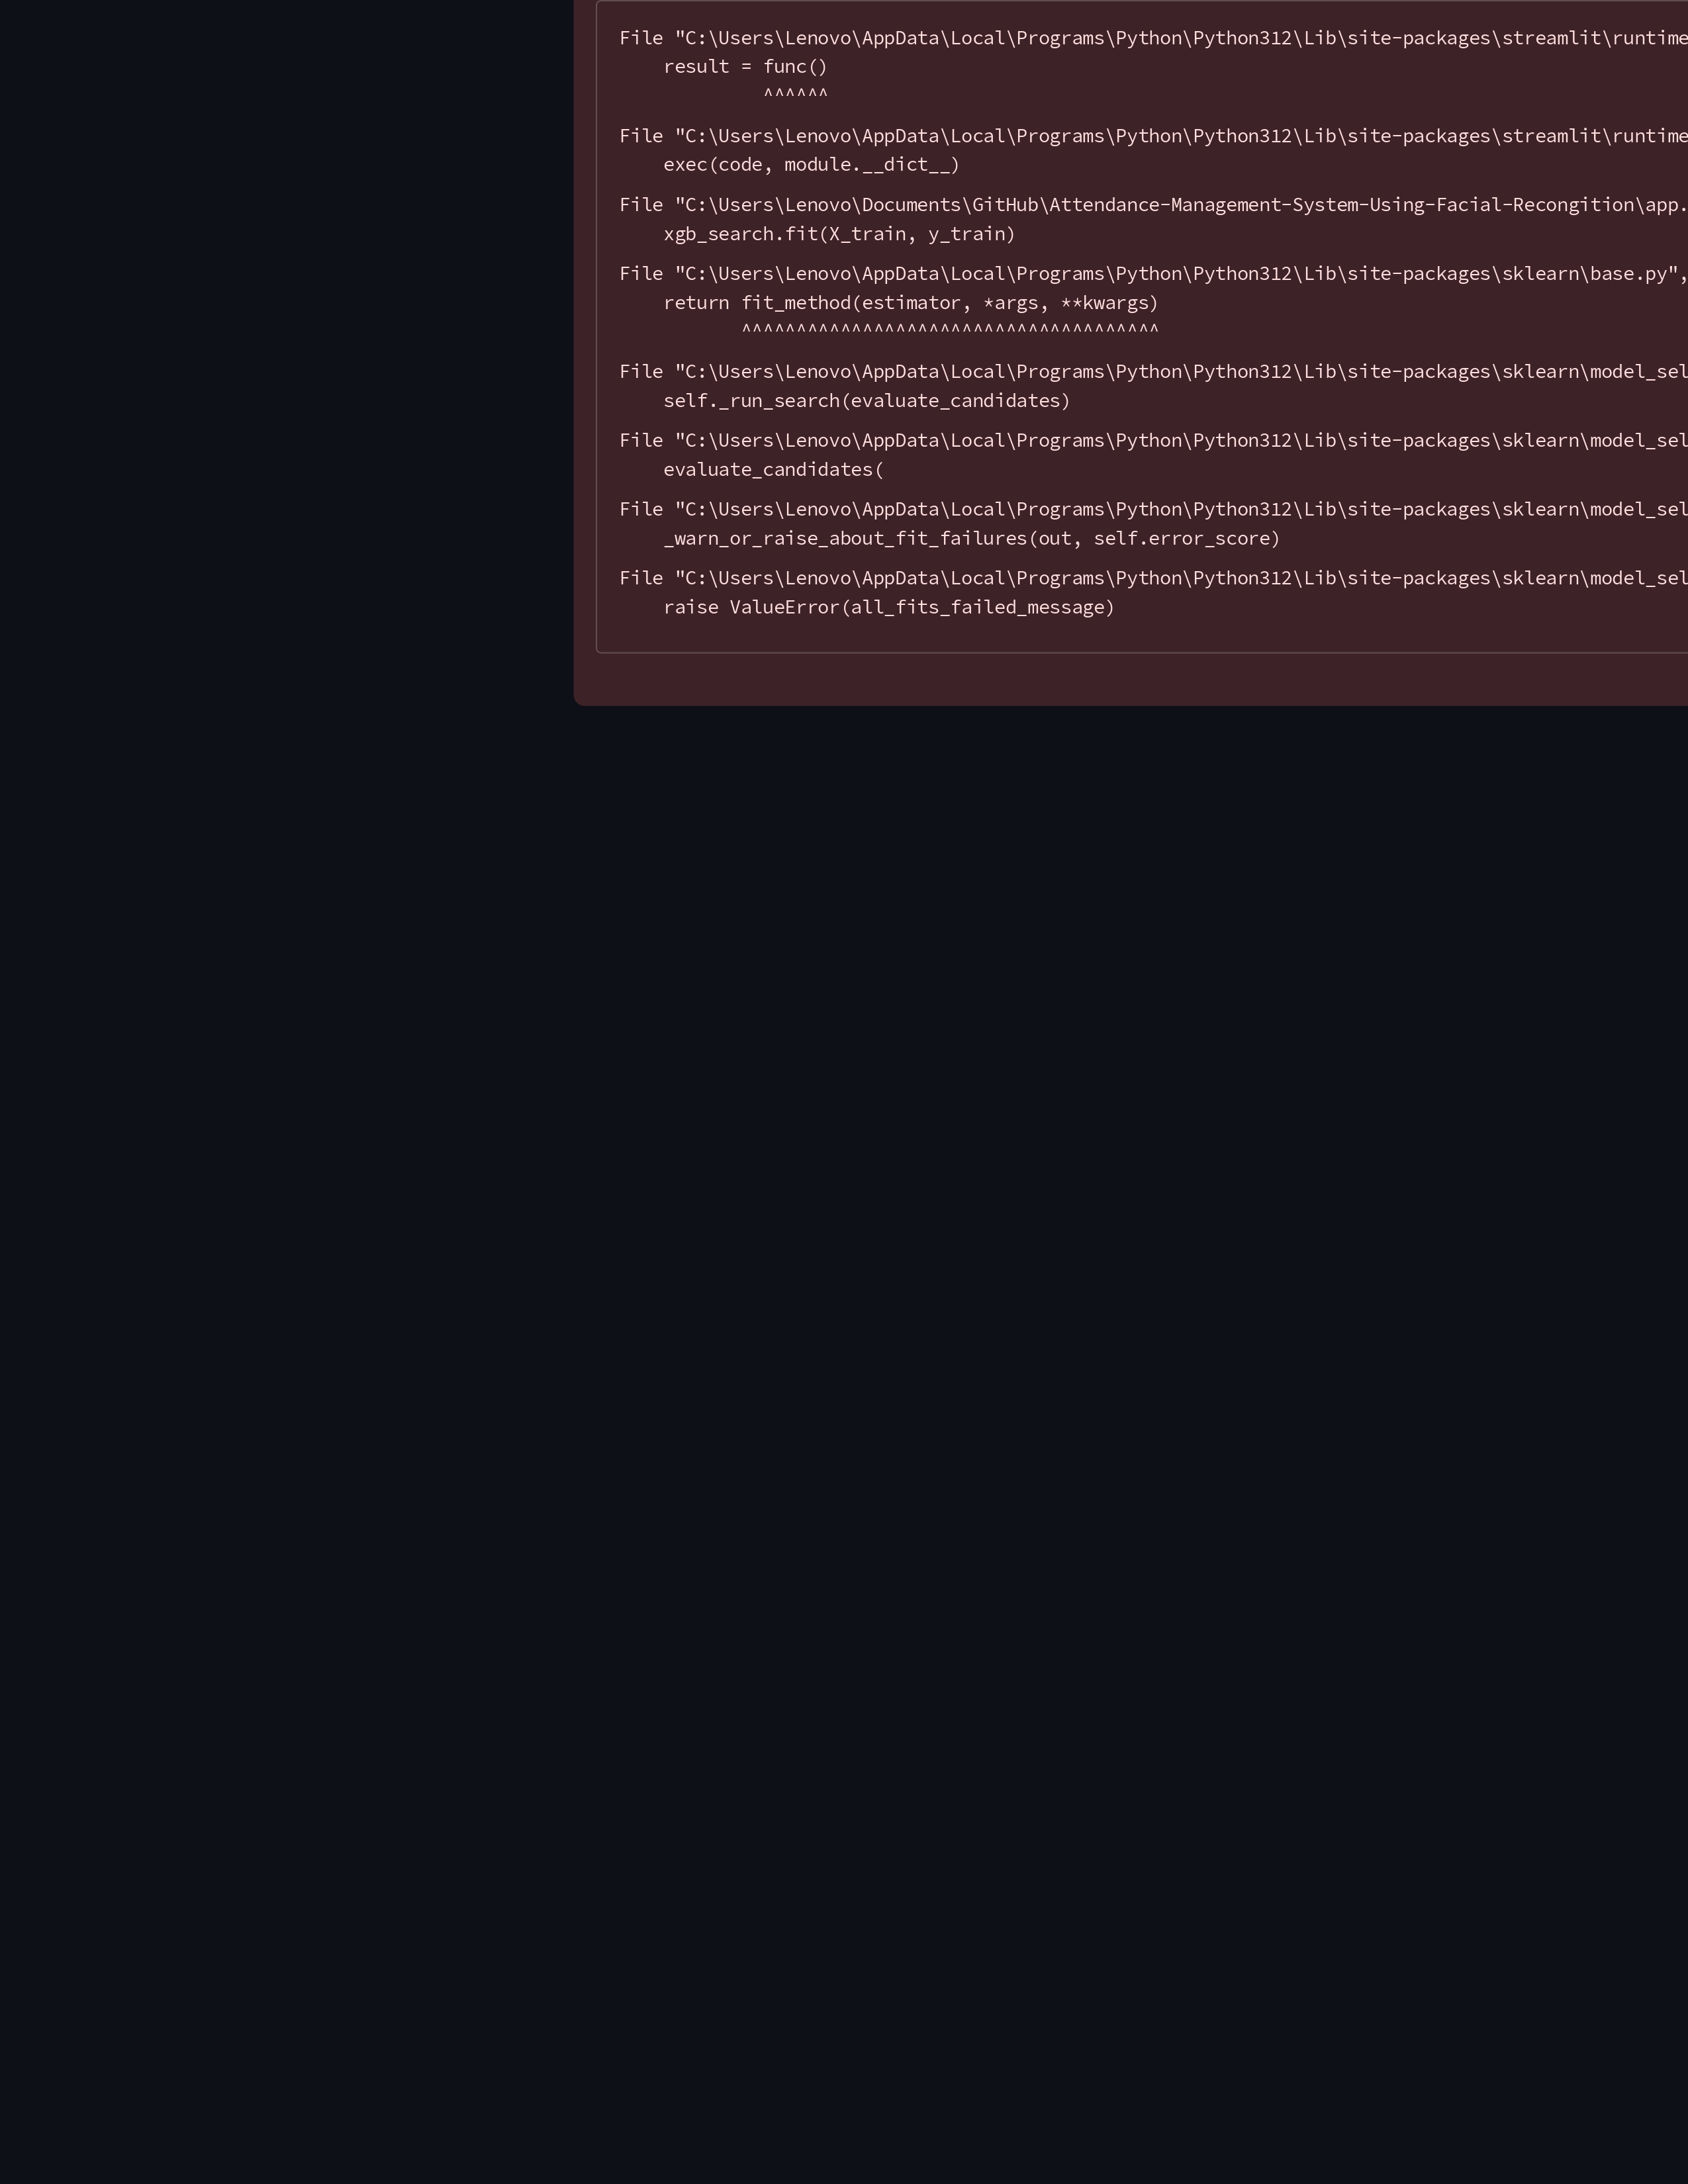 File "C:\Users\Lenovo\AppData\Local\Programs\Python\Python312\Lib\site-packages\streamlit\runtime
    result = func()
             ^^^^^^
File "C:\Users\Lenovo\AppData\Local\Programs\Python\Python312\Lib\site-packages\streamlit\runtime
    exec(code, module.__dict__)
File "C:\Users\Lenovo\Documents\GitHub\Attendance-Management-System-Using-Facial-Recongition\app.
    xgb_search.fit(X_train, y_train)
File "C:\Users\Lenovo\AppData\Local\Programs\Python\Python312\Lib\site-packages\sklearn\base.py",
    return fit_method(estimator, *args, **kwargs)
           ^^^^^^^^^^^^^^^^^^^^^^^^^^^^^^^^^^^^^^
File "C:\Users\Lenovo\AppData\Local\Programs\Python\Python312\Lib\site-packages\sklearn\model_sel
    self._run_search(evaluate_candidates)
File "C:\Users\Lenovo\AppData\Local\Programs\Python\Python312\Lib\site-packages\sklearn\model_sel
    evaluate_candidates(
File "C:\Users\Lenovo\AppData\Local\Programs\Python\Python312\Lib\site-packages\sklearn\model_sel
    _warn_or_raise_about_fit_failures(out, self.error_score)
File "C:\Users\Lenovo\AppData\Local\Programs\Python\Python312\Lib\site-packages\sklearn\model_sel
    raise ValueError(all_fits_failed_message)